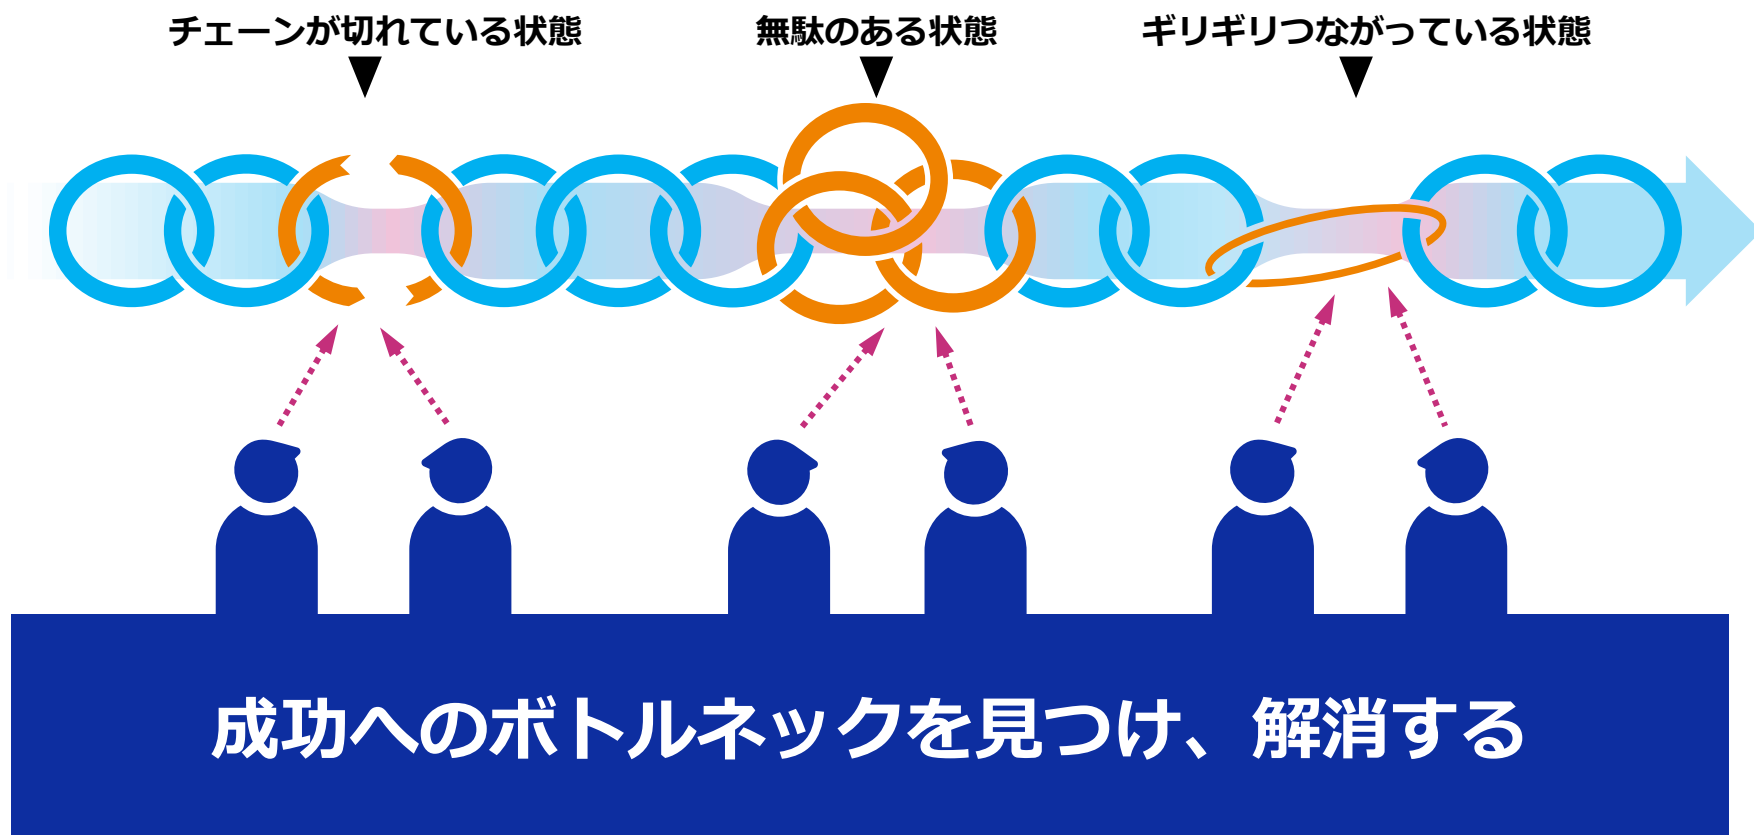 チェーンが切れている状態
無駄のある状態
ギリギリつながっている状態
成功へのボトルネックを見つけ、解消する